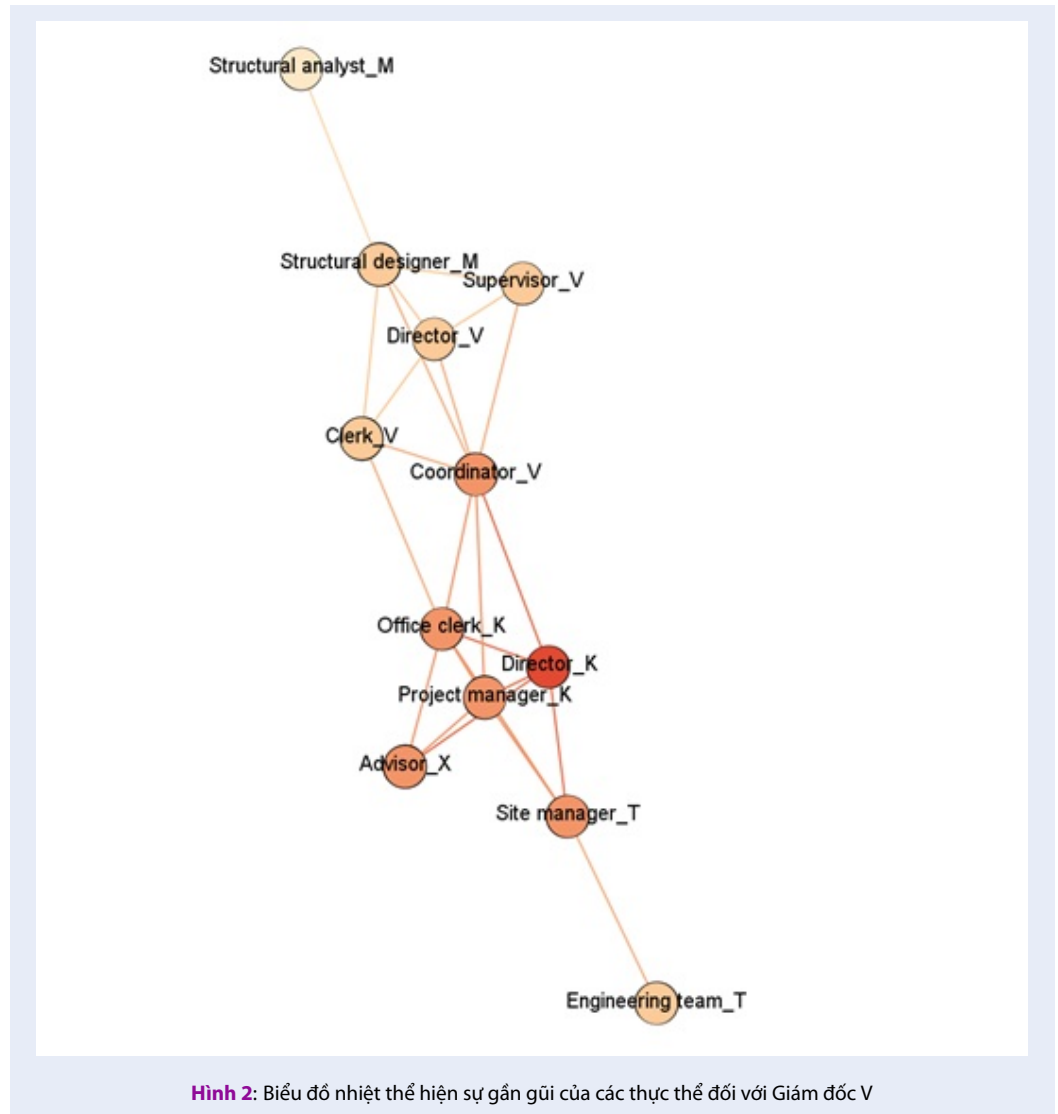 Structural analyst_M
Structural designer_M
Supervisor_V
Director_V
Clerk_V
Coordinator_V
Office clerk_K
Director_K
Project manager_K
Advisor_X
Site manager_T
Engineering team_T
Hình 2: Biểu đồ nhiệt thể hiện sự gần gũi của các thực thể đối với Giám đốc V